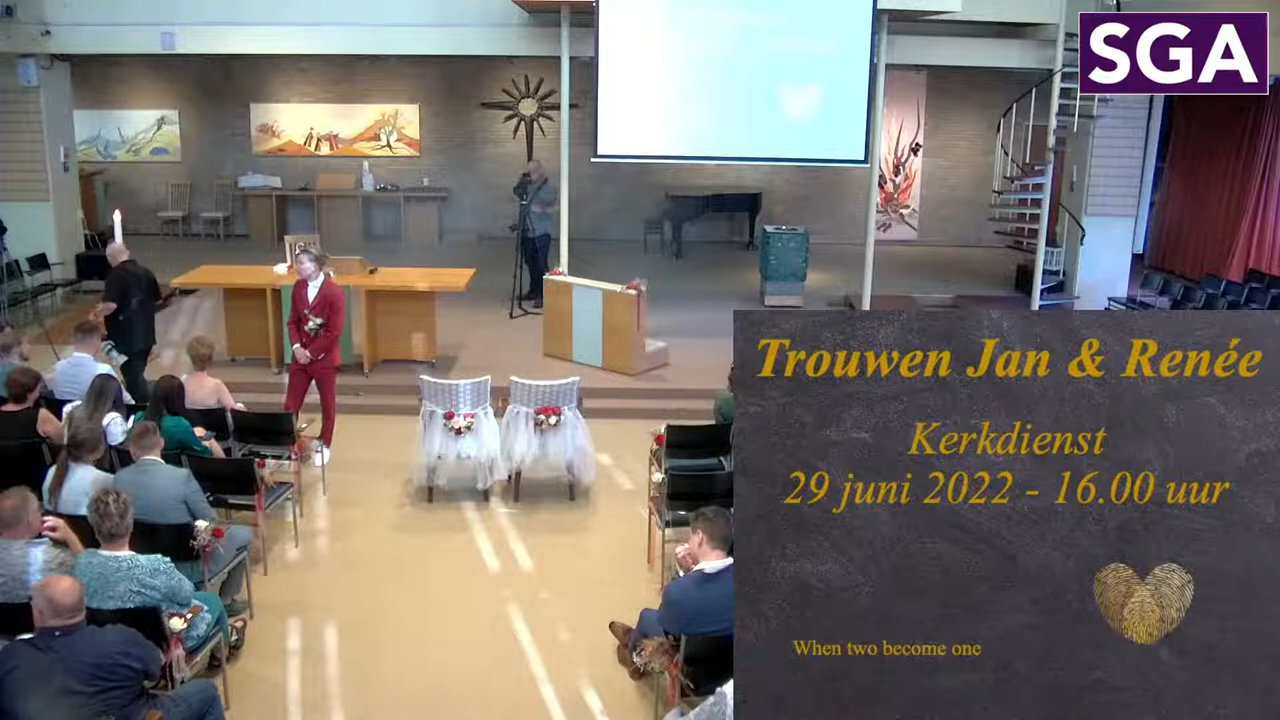 SGA
Trouwen Jan & Renée
Kerkdienst
29 juni 2022 - 16.00 uur
When two become one